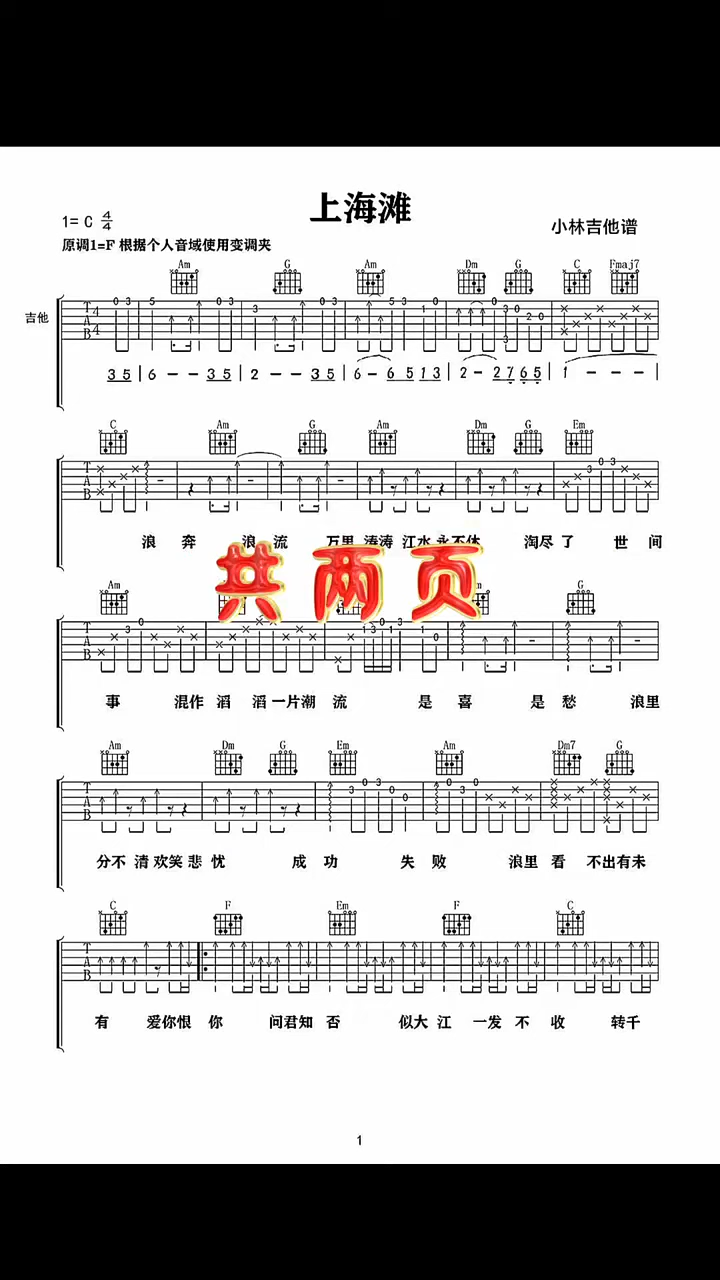 上海滩
1= C 4/4
小林吉他谱
原调1=F 根据个人音域使用变调夹
Am G Am Dm G C Fmaj7
吉他
3 5 | 6 - - 3 5 | 2 - - 3 5 | 6 - 6 5 1 3 | 2 - 2 7 6 5 | 1 - - - |
C Am G Am Dm G Em
浪 奔 浪 流 万里 涛涛 江水 永不休 淘尽 了 世 间
共两页
Am G
事 混作 滔 滔 一片潮 流 是 喜 是 愁 浪里
Am Dm G Em Am Dm7 G
分不 清 欢笑 悲 忧 成 功 失 败 浪里 看 不出有未
C F Em F C
有 爱你恨 你 问君知 否 似大 江 一发 不 收 转千
1